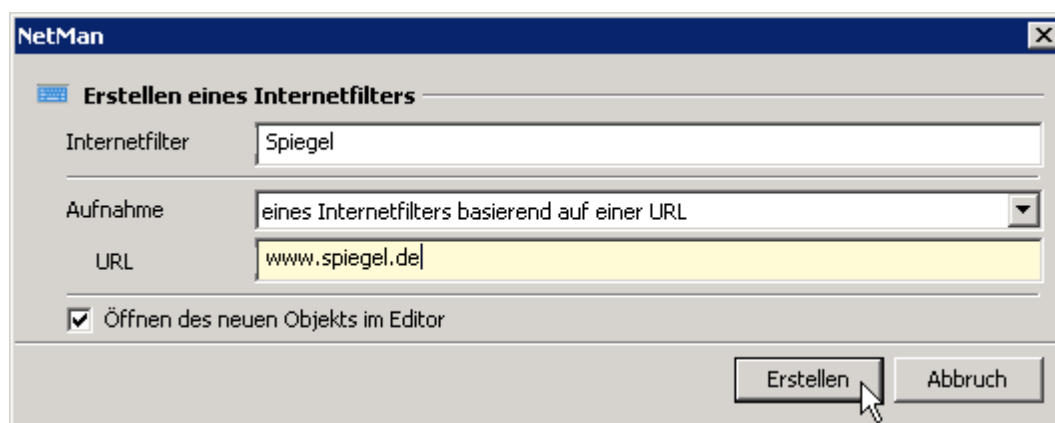 NetMan
Erstellen eines Internetfilters
Internetfilter Spiegel
Aufnahme eines Internetfilters basierend auf einer URL
URL www.spiegel.de
Öffnen des neuen Objekts im Editor
Erstellen Abbruch